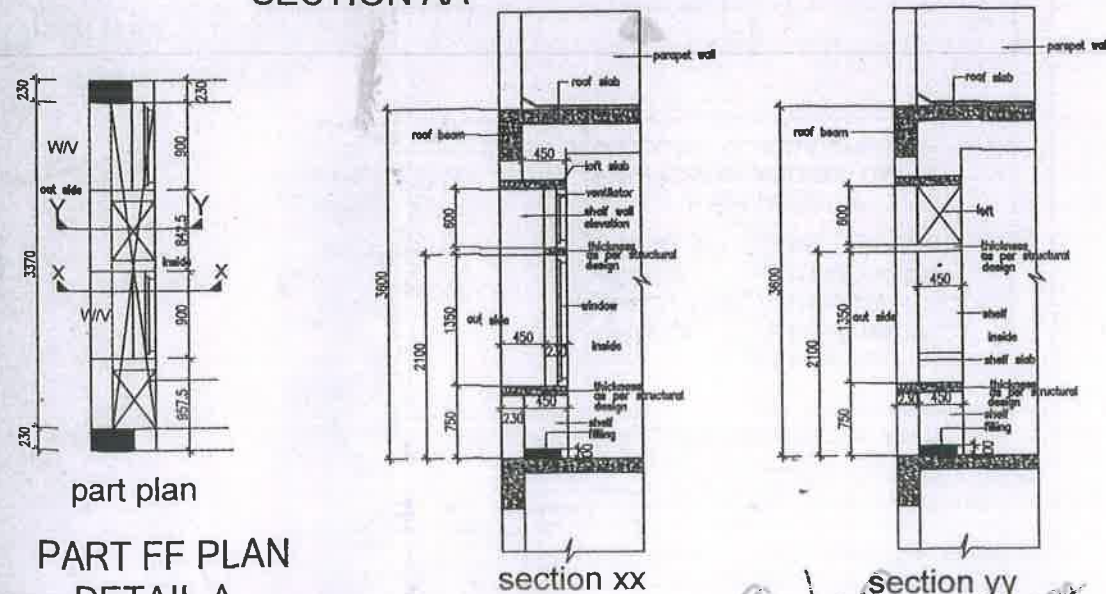 SECTION AA
230
W/V
out side
Y
Y
3370
X
X
W/V
inside
230
230
900
842.5
900
957.5
part plan
PART FF PLAN
DETAIL A
parapet wall
roof slab
roof beam
450
loft slab
ventilator
shelf wall
elevation
600
thickness
as per structural
design
3600
window
out side
1350
2100
450
230
inside
thickness
as per structural
design
450
230
750
shelf
filling
section xx
parapet wall
roof slab
roof beam
600
loft
thickness
as per structural
design
450
3600
out side
1350
2100
shelf
inside
shelf slab
thickness
as per structural
design
230
450
750
shelf
filling
section yy